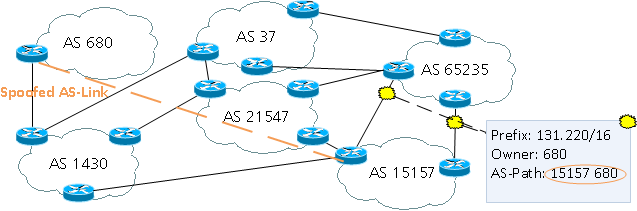 AS 680
AS 37
AS 65235
Spoofed AS-Link
AS 21547
AS 1430
AS 15157
Prefix: 131.220/16
Owner: 680
AS-Path: 15157 680